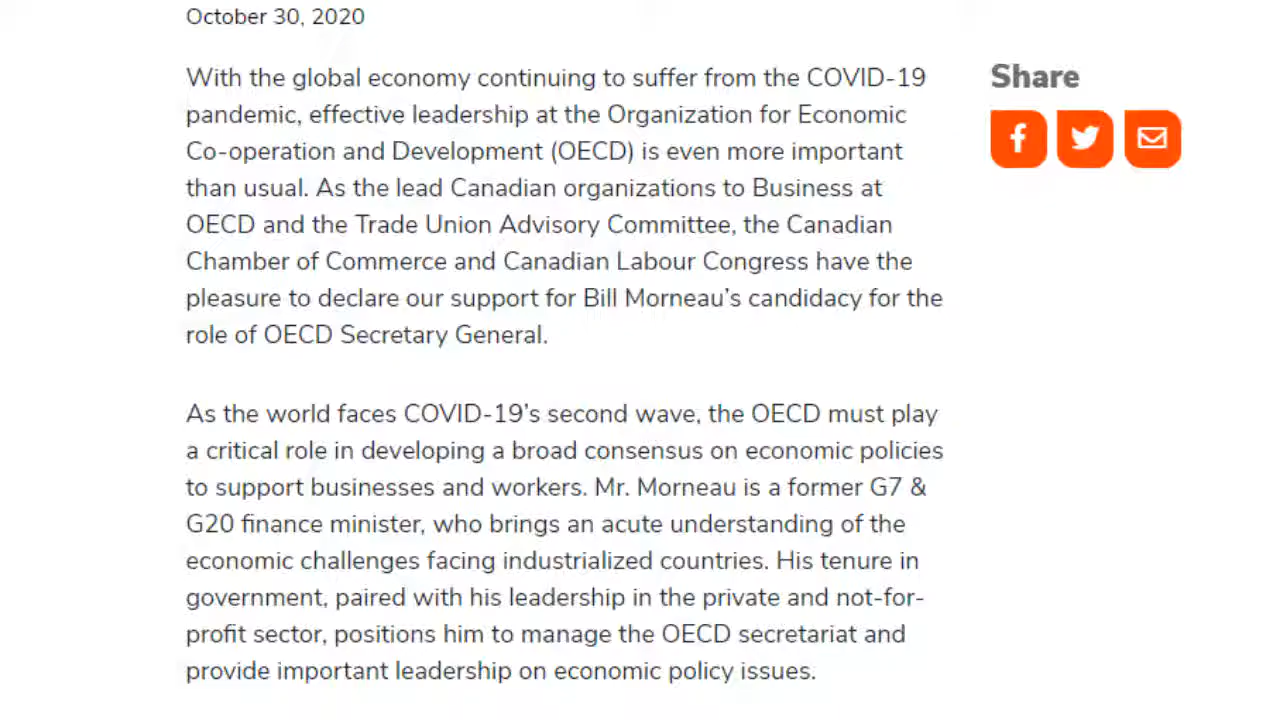 October 30, 2020
With the global economy continuing to suffer from the COVID-19
pandemic, effective leadership at the Organization for Economic
Co-operation and Development (OECD) is even more important
than usual. As the lead Canadian organizations to Business at
OECD and the Trade Union Advisory Committee, the Canadian
Chamber of Commerce and Canadian Labour Congress have the
pleasure to declare our support for Bill Morneau’s candidacy for the
role of OECD Secretary General.
As the world faces COVID-19’s second wave, the OECD must play
a critical role in developing a broad consensus on economic policies
to support businesses and workers. Mr. Morneau is a former G7 &
G20 finance minister, who brings an acute understanding of the
economic challenges facing industrialized countries. His tenure in
government, paired with his leadership in the private and not-for-
profit sector, positions him to manage the OECD secretariat and
provide important leadership on economic policy issues.
Share